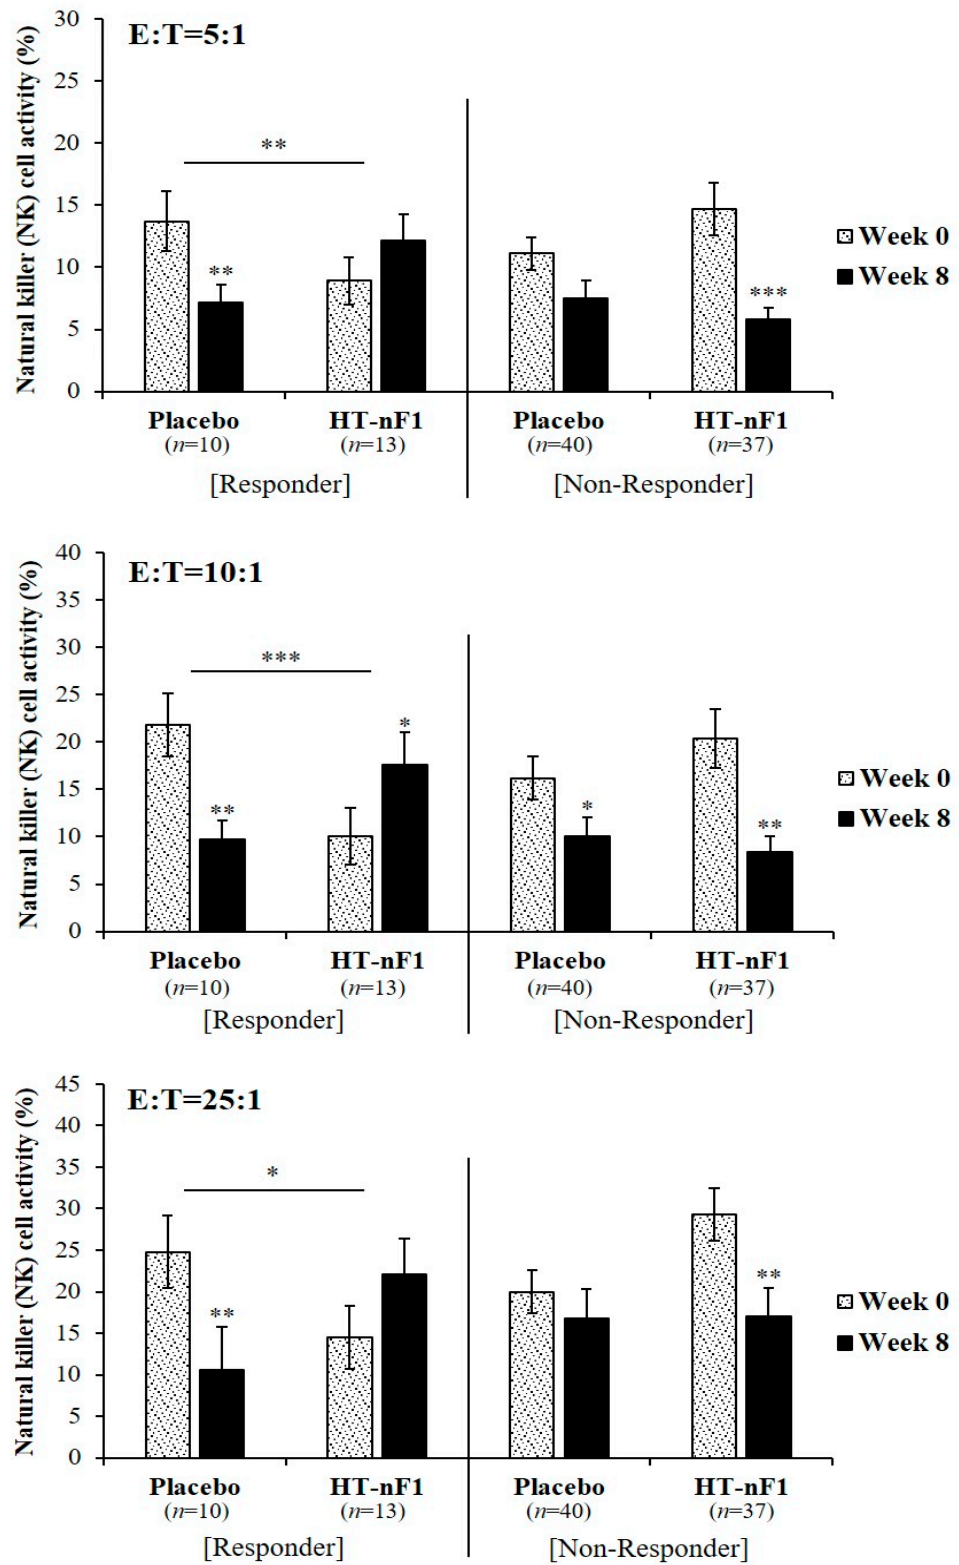 E:T=5:1
Natural killer (NK) cell activity (%)
30
25
20
15
10
5
0
**
**
***
Week 0
Week 8
Placebo HT-nF1 Placebo HT-nF1
(n=10) (n=13) (n=40) (n=37)
[Responder] [Non-Responder]
E:T=10:1
Natural killer (NK) cell activity (%)
40
35
30
25
20
15
10
5
0
***
*
**
*
**
Week 0
Week 8
Placebo HT-nF1 Placebo HT-nF1
(n=10) (n=13) (n=40) (n=37)
[Responder] [Non-Responder]
E:T=25:1
Natural killer (NK) cell activity (%)
45
40
35
30
25
20
15
10
5
0
*
**
**
Week 0
Week 8
Placebo HT-nF1 Placebo HT-nF1
(n=10) (n=13) (n=40) (n=37)
[Responder] [Non-Responder]